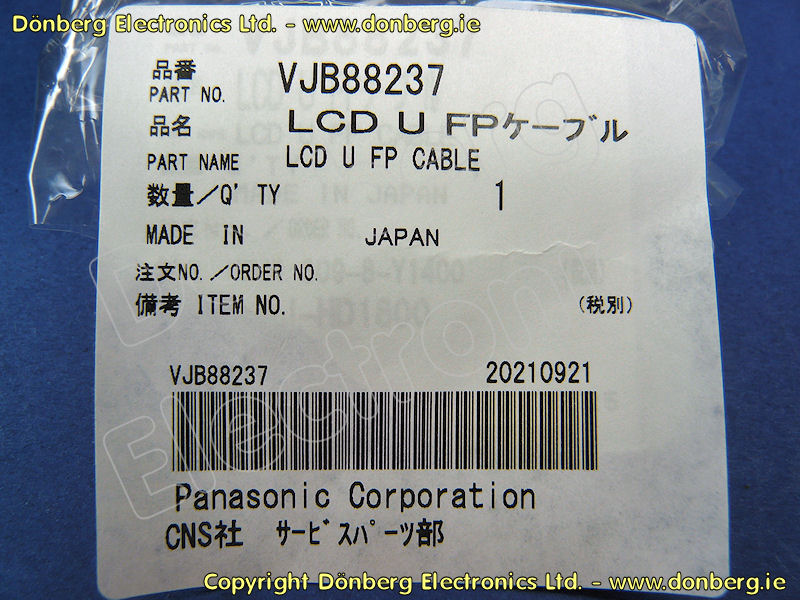 Dönberg Electronics Ltd. - www.donberg.ie
品番
PART NO. VJB88237
品名 LCD U FPケーブル
PART NAME LCD U FP CABLE
数量/Q'TY 1
MADE IN JAPAN
注文NO./ORDER NO.
備考 ITEM NO. (税別)
VJB88237 20210921
Panasonic Corporation
CNS社 サービスパーツ部
Copyright Dönberg Electronics Ltd. - www.donberg.ie